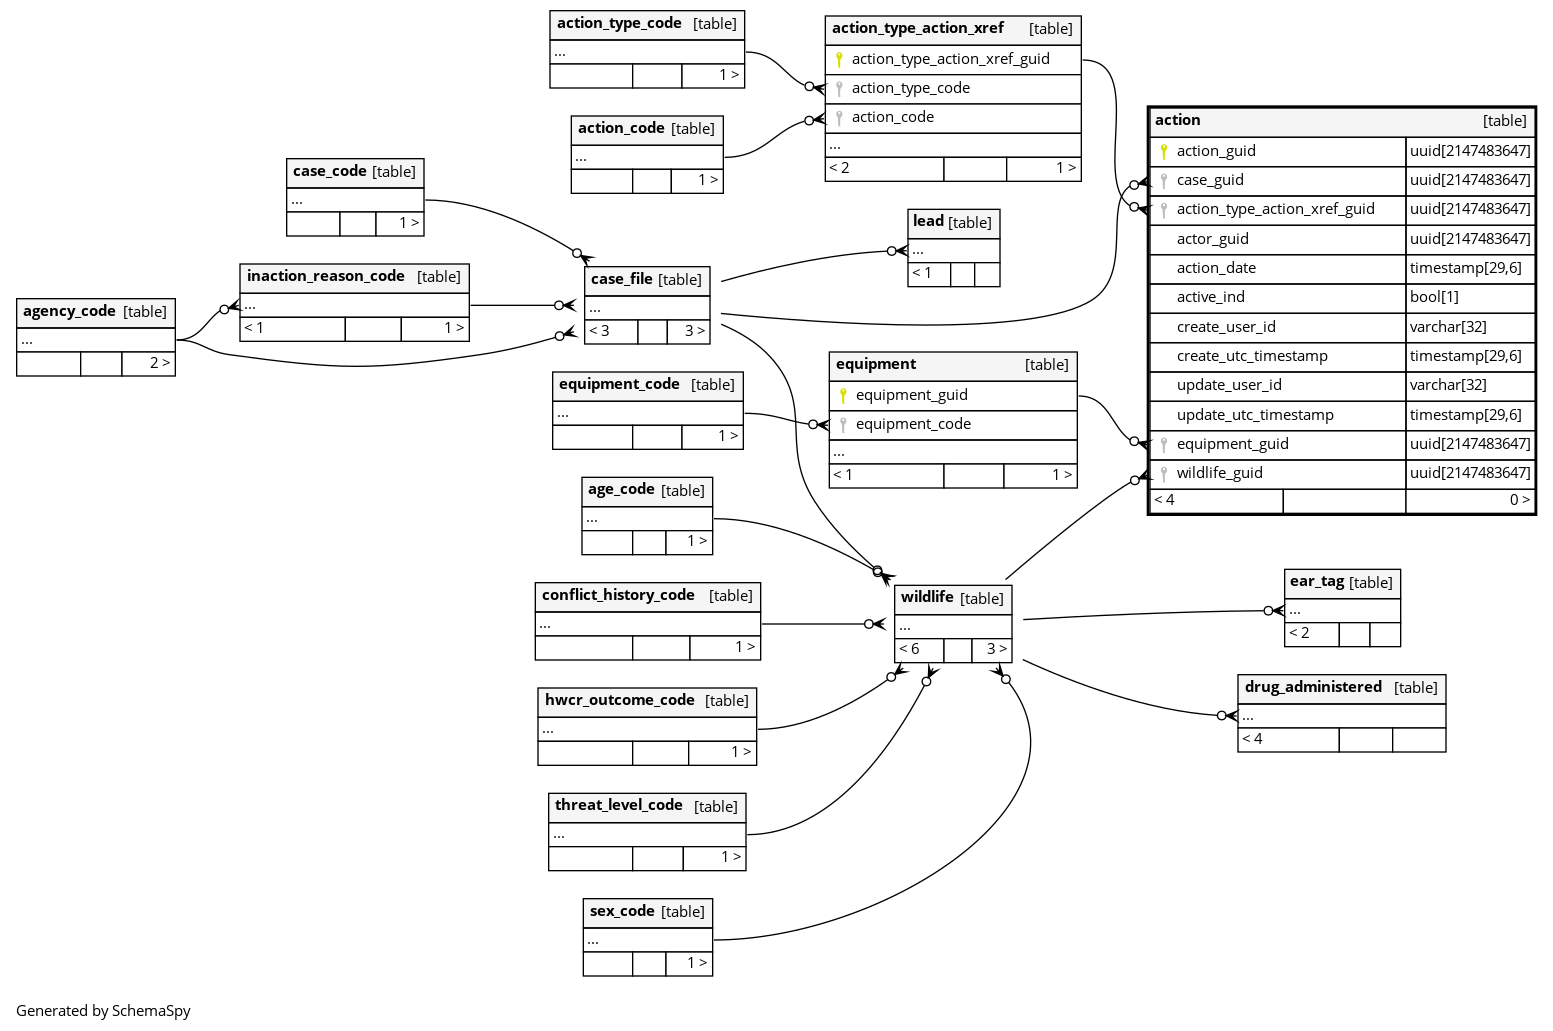 action_type_code [table]
...
1 >
action_type_action_xref [table]
action_type_action_xref_guid
action_type_code
action_code
...
< 2 1 >
action_code [table]
...
1 >
action [table]
action_guid uuid[2147483647]
case_guid uuid[2147483647]
action_type_action_xref_guid uuid[2147483647]
actor_guid uuid[2147483647]
action_date timestamp[29,6]
active_ind bool[1]
create_user_id varchar[32]
create_utc_timestamp timestamp[29,6]
update_user_id varchar[32]
update_utc_timestamp timestamp[29,6]
equipment_guid uuid[2147483647]
wildlife_guid uuid[2147483647]
< 4 0 >
case_code [table]
...
1 >
lead [table]
...
< 1
inaction_reason_code [table]
...
< 1 1 >
case_file [table]
...
< 3 3 >
agency_code [table]
...
2 >
equipment [table]
equipment_guid
equipment_code
...
< 1 1 >
equipment_code [table]
...
1 >
age_code [table]
...
1 >
conflict_history_code [table]
...
1 >
wildlife [table]
...
< 6 3 >
ear_tag [table]
...
< 2
hwcr_outcome_code [table]
...
1 >
drug_administered [table]
...
< 4
threat_level_code [table]
...
1 >
sex_code [table]
...
1 >
Generated by SchemaSpy